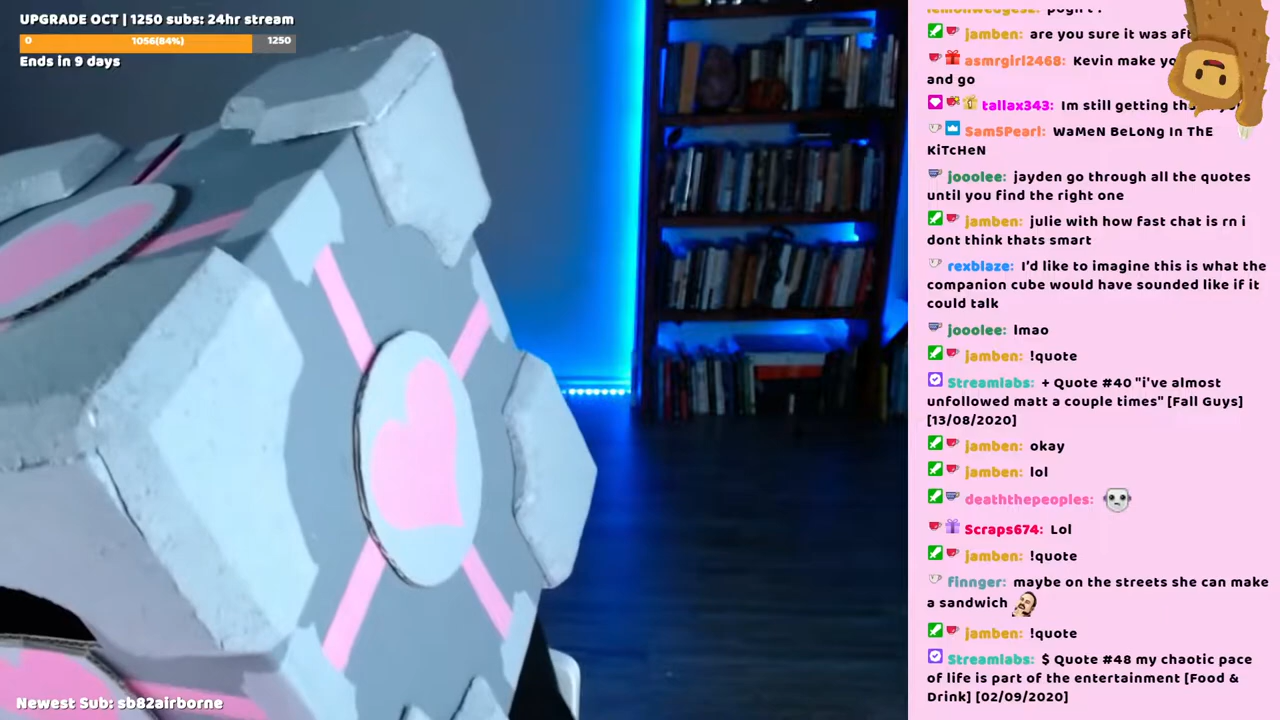 UPGRADE OCT | 1250 subs: 24hr stream
0 1056(84%) 1250
Ends in 9 days
Newest Sub: sb82airborne
jamben: are you sure it was
asmrgirl2468: Kevin make
and go
tallax343: Im still getting
Sam5Pearl: WaMeN BeLoNg In ThE
KiTcHeN
jooolee: jayden go through all the quotes
until you find the right one
jamben: julie with how fast chat is rn i
dont think thats smart
rexblaze: I'd like to imagine this is what the
companion cube would have sounded like if it
could talk
jooolee: lmao
jamben: !quote
Streamlabs: + Quote #40 "i've almost
unfollowed matt a couple times" [Fall Guys]
[13/08/2020]
jamben: okay
jamben: lol
deaththepeoples:
Scraps674: Lol
jamben: !quote
finnger: maybe on the streets she can make
a sandwich
jamben: !quote
Streamlabs: $ Quote #48 my chaotic pace
of life is part of the entertainment [Food &
Drink] [02/09/2020]